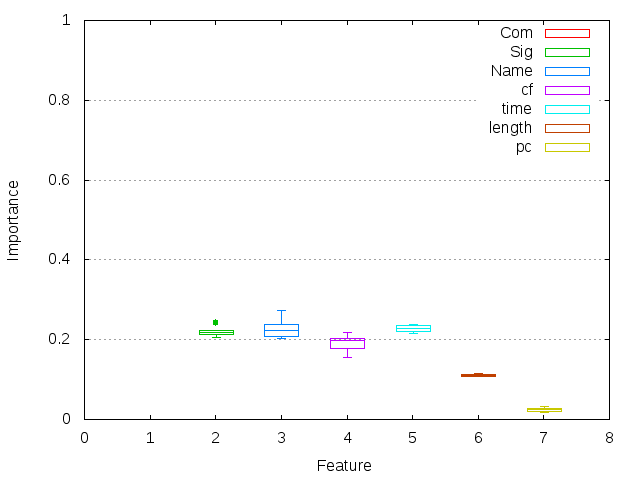 1
0.8
0.6
0.4
0.2
0
0 1 2 3 4 5 6 7 8
Importance
Feature
Com
Sig
Name
cf
time
length
pc